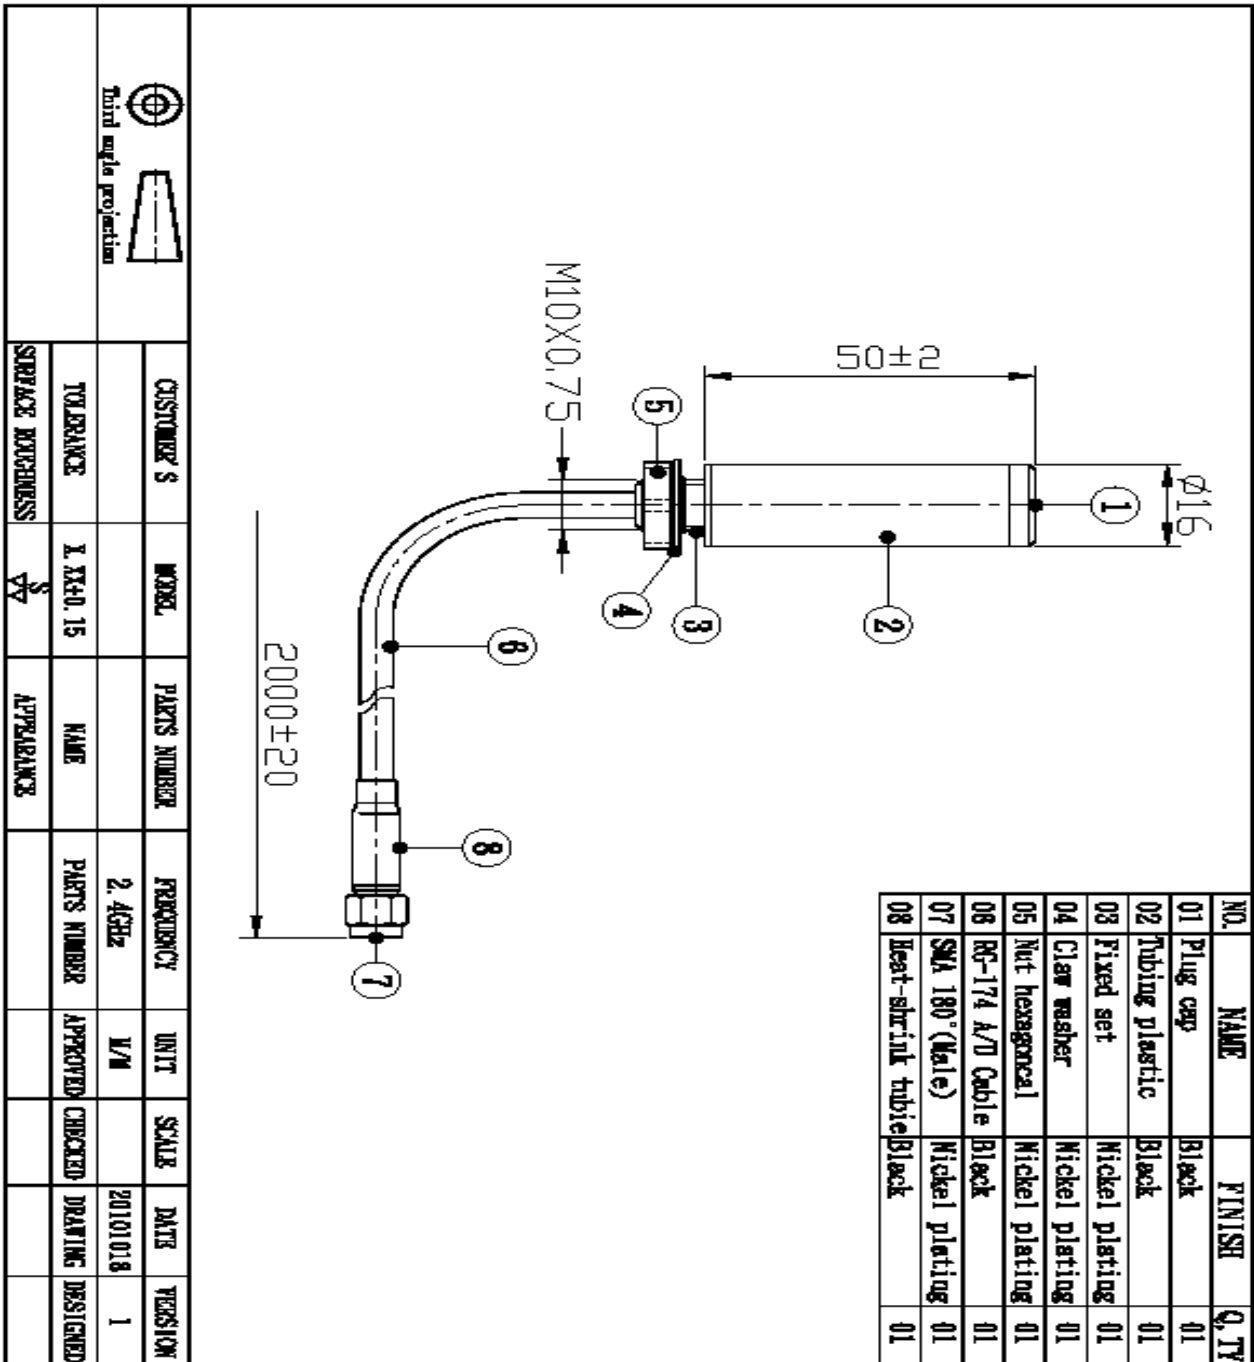 NO. NAME FINISH Q,TY
01 Plug cap Black 01
02 Tubing plastic Black 01
03 Fixed set Nickel plating 01
04 Claw washer Nickel plating 01
05 Nut hexagoncal Nickel plating 01
06 RG-174 A/U Cable Black 01
07 SMA 180°(Male) Nickel plating 01
08 Heat-shrink tubie Black 01
Ø16
50±2
M10X0.75
2000±20
1
2
3
4
5
6
7
8
Third angle projection
CUSTOMER'S MODEL PARTS NUMBER FREQUENCY UNIT SCALE DATE VERSION
2.4GHz M/M 20101018 1
TOLERANCE X.XX±0.15 NAME PARTS NUMBER APPROVED CHECKED DRAWING DESIGNED
SURFACE ROUGHNESS S APPEARANCE